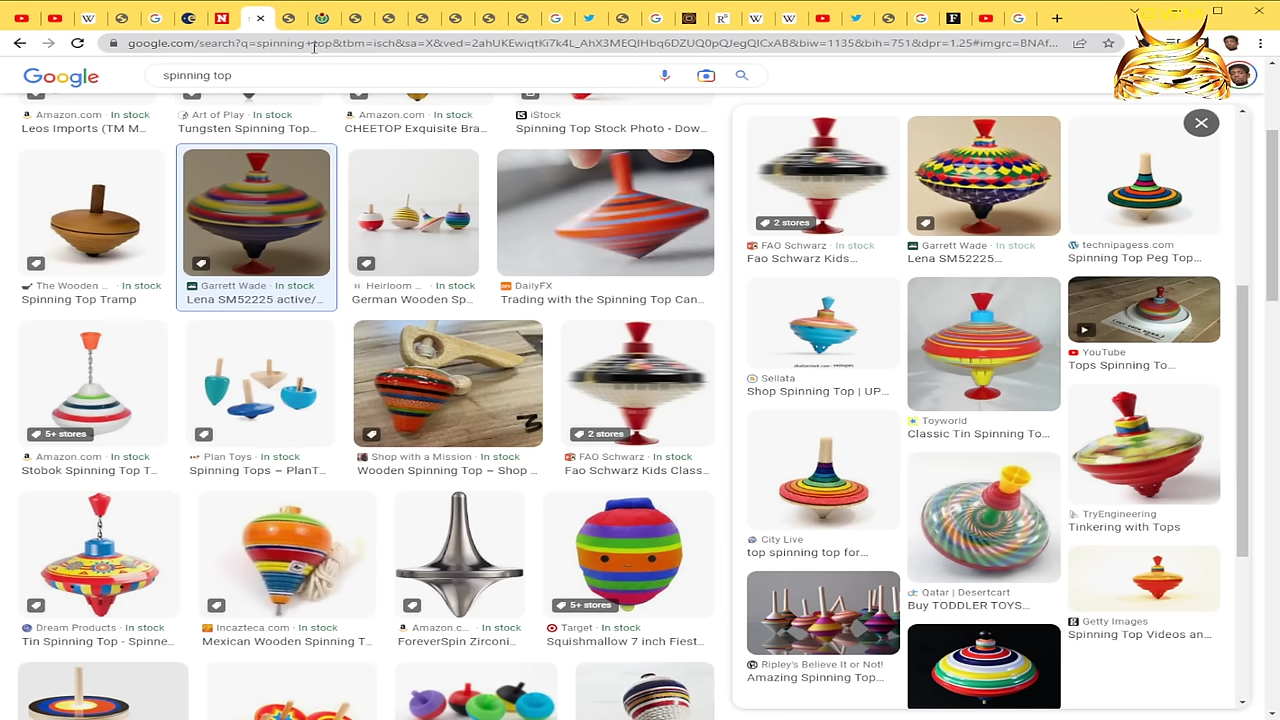 google.com/search?q=spinning+top&tbm=isch&sa=X&ved=2ahUKEwiqtKi7k4L_AhX3MEQIHbq6DZUQ0pQJegQICxAB&biw=1135&bih=751&dpr=1.25#imgrc=BNAf...
Google
spinning top
Amazon.com · In stock
Leos Imports (TM M...
Art of Play · In stock
Tungsten Spinning Top...
Amazon.com · In stock
CHEETOP Exquisite Bra...
iStock
Spinning Top Stock Photo - Dow...
The Wooden ... · In stock
Spinning Top Tramp
Garrett Wade · In stock
Lena SM52225 active/...
Heirloom ... · In stock
German Wooden Sp...
DailyFX
Trading with the Spinning Top Can...
5+ stores
Amazon.com · In stock
Stobok Spinning Top T...
Plan Toys · In stock
Spinning Tops – PlanT...
Shop with a Mission · In stock
Wooden Spinning Top – Shop ...
2 stores
FAO Schwarz · In stock
Fao Schwarz Kids Class...
Dream Products · In stock
Tin Spinning Top - Spinne...
Incazteca.com · In stock
Mexican Wooden Spinning T...
Amazon.c... · In stock
ForeverSpin Zirconi...
5+ stores
Target · In stock
Squishmallow 7 inch Fiest...
2 stores
FAO Schwarz · In stock
Fao Schwarz Kids...
Garrett Wade · In stock
Lena SM52225...
technipagess.com
Spinning Top Peg Top...
Sellata
Shop Spinning Top | UP...
Toyworld
Classic Tin Spinning To...
YouTube
Tops Spinning To...
City Live
top spinning top for...
Qatar | Desertcart
Buy TODDLER TOYS...
TryEngineering
Tinkering with Tops
Ripley's Believe It or Not!
Amazing Spinning Top...
Getty Images
Spinning Top Videos an...